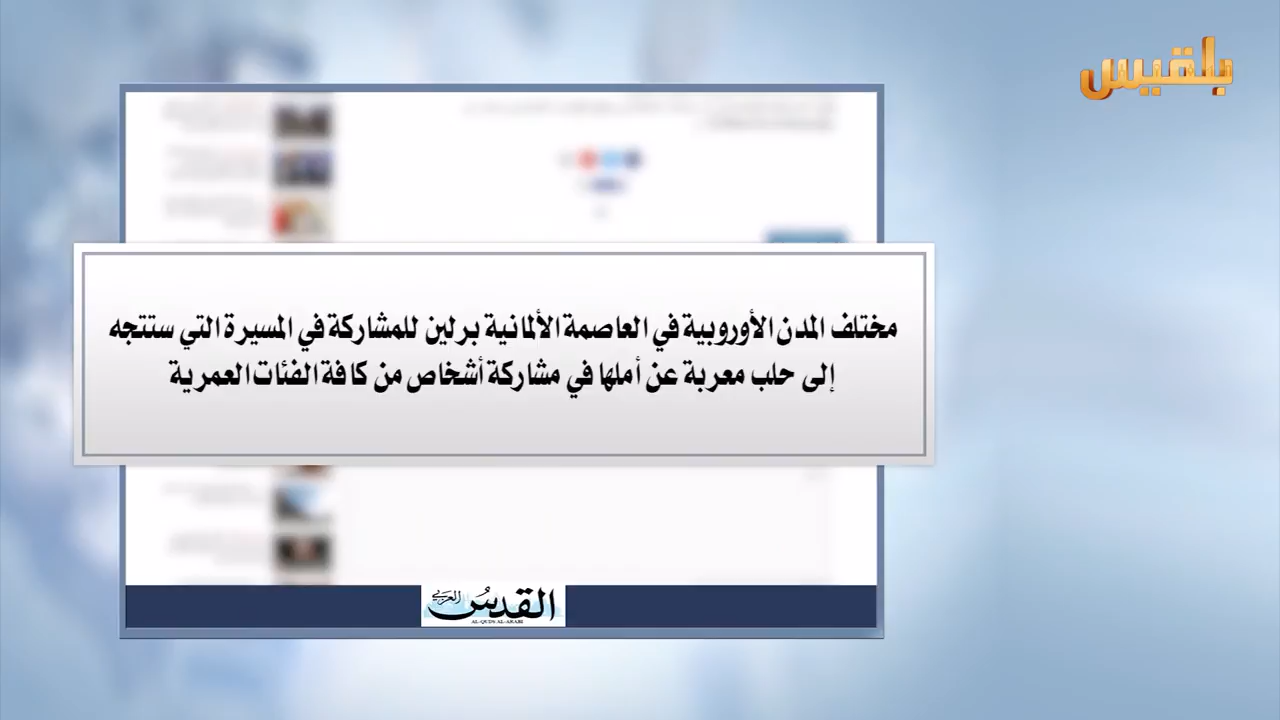 بلقيس
مختلف المدن الأوروبية في العاصمة الألمانية برلين للمشاركة في المسيرة التي ستتجه
إلى حلب معربة عن أملها في مشاركة أشخاص من كافة الفئات العمرية
القدس العربي
AL-QUDS AL-ARABI